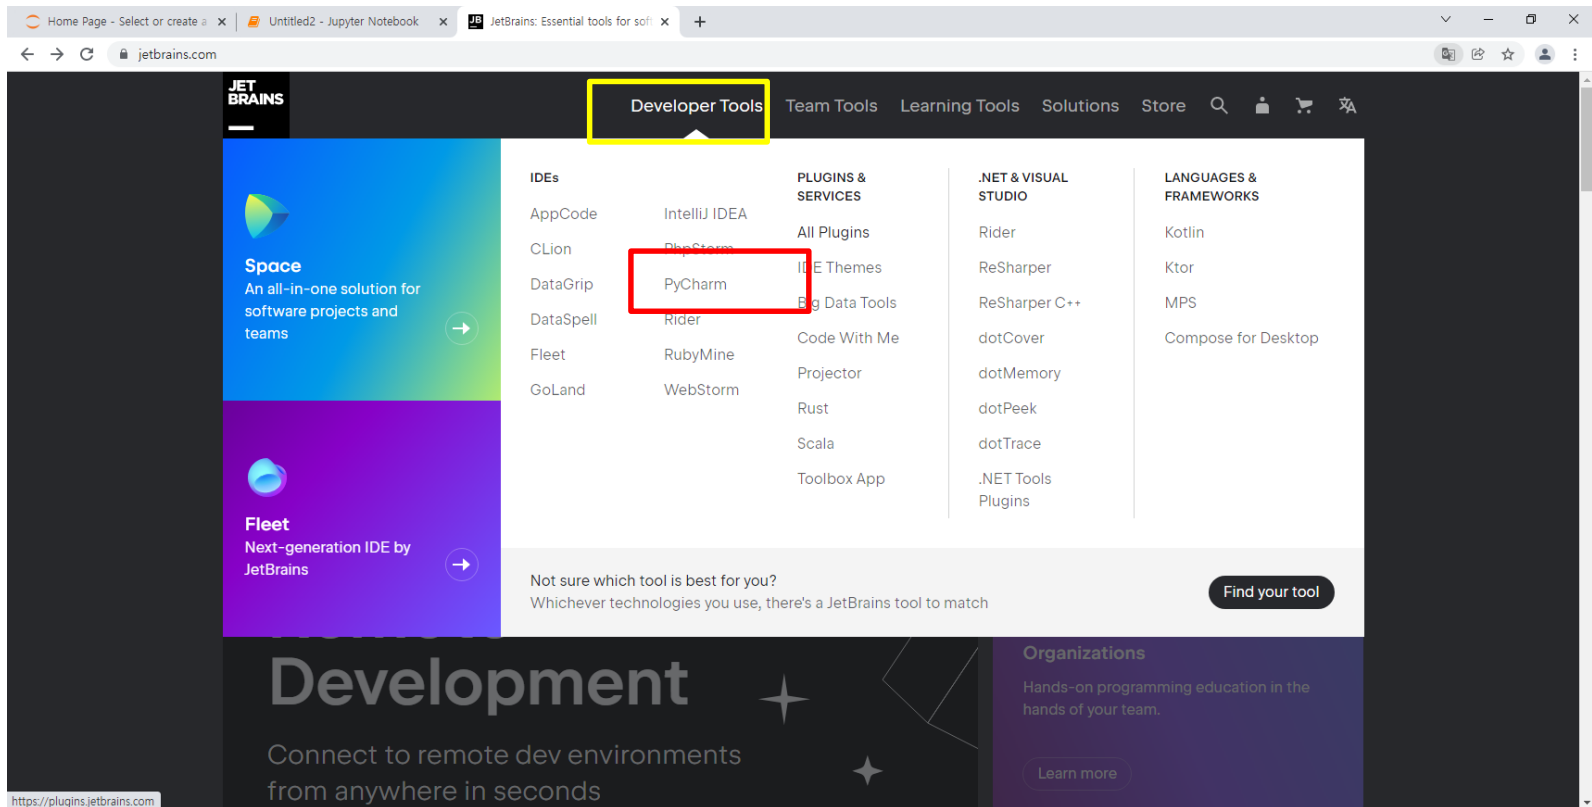 Home Page - Select or create a
Untitled2 - Jupyter Notebook
JetBrains: Essential tools for soft
jetbrains.com
JET
BRAINS
Developer Tools
Team Tools
Learning Tools
Solutions
Store
Space
An all-in-one solution for
software projects and
teams
Fleet
Next-generation IDE by
JetBrains
IDEs
AppCode
CLion
DataGrip
DataSpell
Fleet
GoLand
IntelliJ IDEA
PhpStorm
PyCharm
Rider
RubyMine
WebStorm
PLUGINS &
SERVICES
All Plugins
IDE Themes
Big Data Tools
Code With Me
Projector
Rust
Scala
Toolbox App
.NET & VISUAL
STUDIO
Rider
ReSharper
ReSharper C++
dotCover
dotMemory
dotPeek
dotTrace
.NET Tools
Plugins
LANGUAGES &
FRAMEWORKS
Kotlin
Ktor
MPS
Compose for Desktop
Not sure which tool is best for you?
Whichever technologies you use, there's a JetBrains tool to match
Find your tool
Development
Connect to remote dev environments
from anywhere in seconds
Organizations
Hands-on programming education in the
hands of your team.
Learn more
https://plugins.jetbrains.com